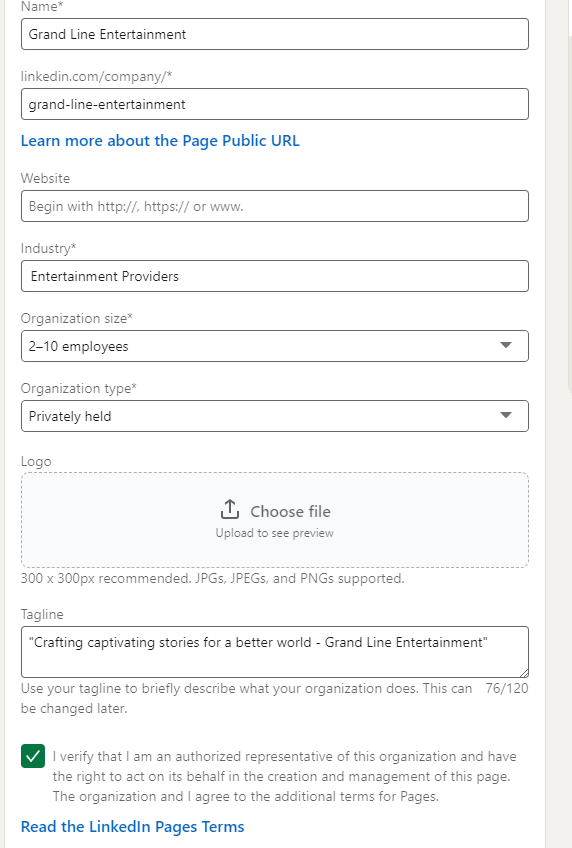 Name*
Grand Line Entertainment
linkedin.com/company/*
grand-line-entertainment
Learn more about the Page Public URL
Website
Begin with http://, https:// or www.
Industry*
Entertainment Providers
Organization size*
2–10 employees
Organization type*
Privately held
Logo
Choose file
Upload to see preview
300 x 300px recommended. JPGs, JPEGs, and PNGs supported.
Tagline
"Crafting captivating stories for a better world - Grand Line Entertainment"
Use your tagline to briefly describe what your organization does. This can 76/120
be changed later.
I verify that I am an authorized representative of this organization and have
the right to act on its behalf in the creation and management of this page.
The organization and I agree to the additional terms for Pages.
Read the LinkedIn Pages Terms